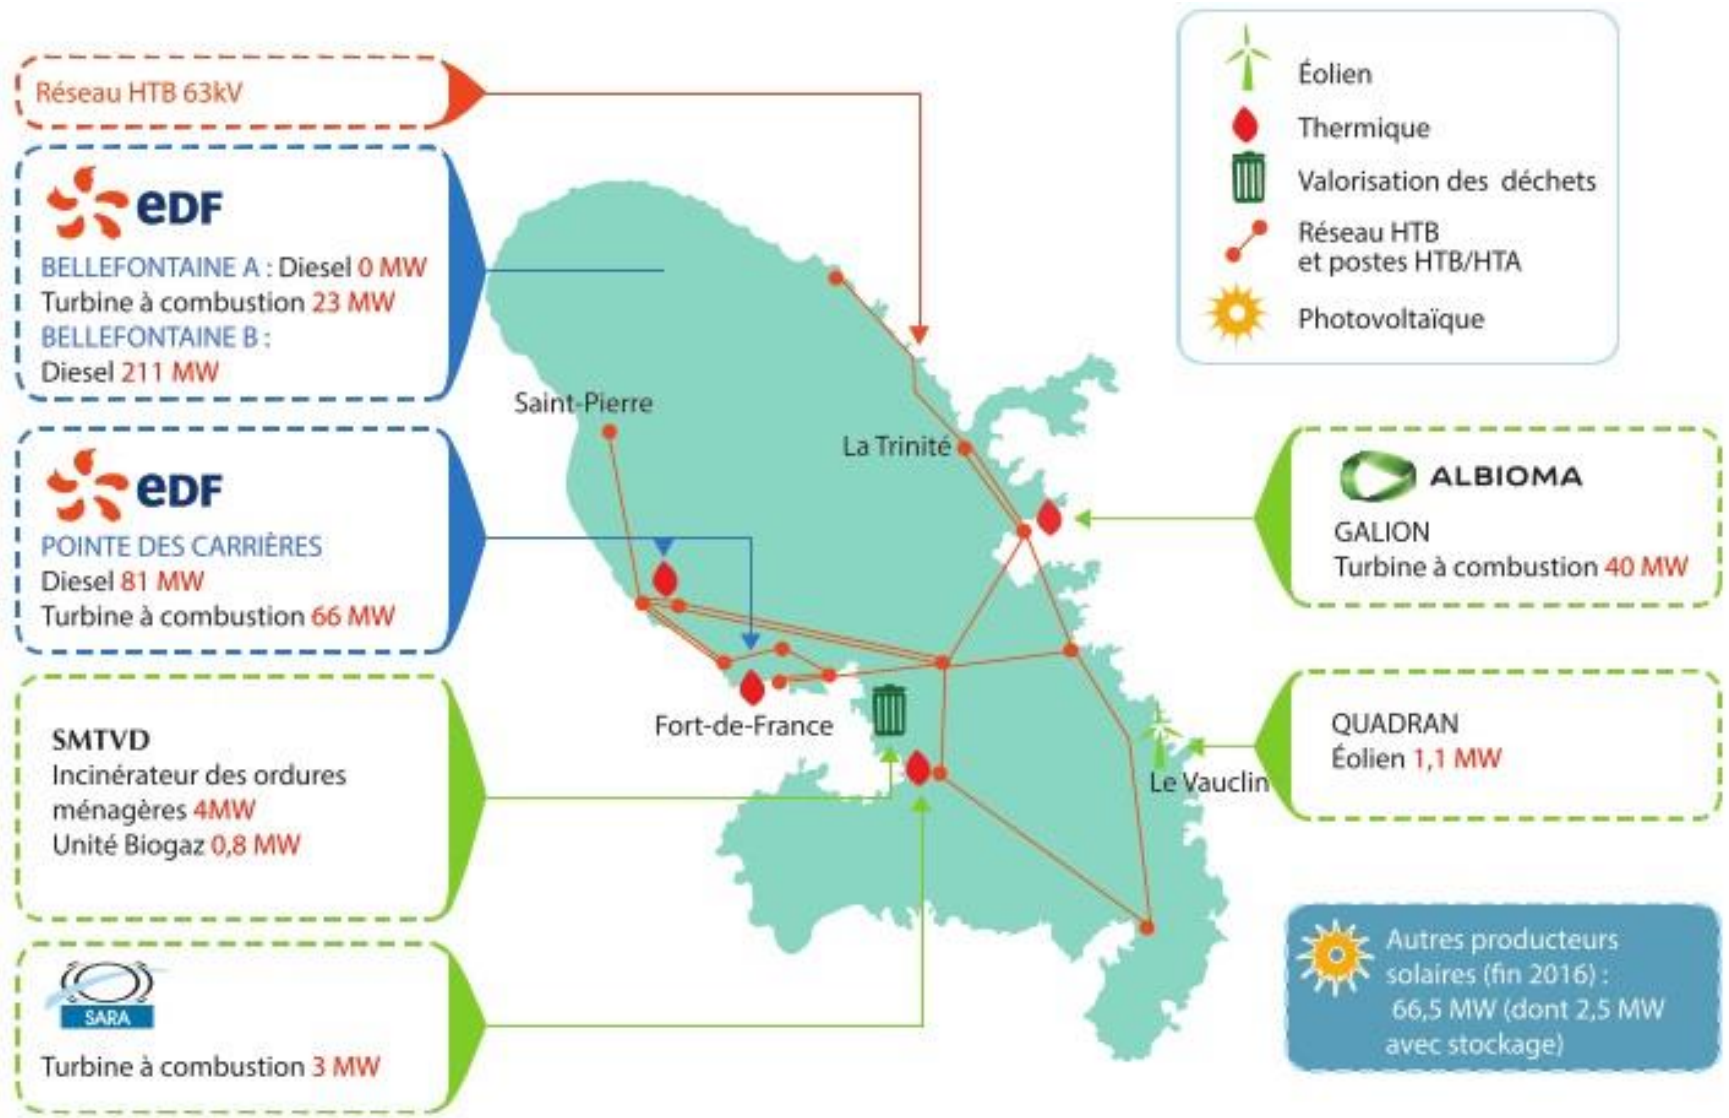 Réseau HTB 63kV
eDF
BELLEFONTAINE A : Diesel 0 MW
Turbine à combustion 23 MW
BELLEFONTAINE B :
Diesel 211 MW
eDF
POINTE DES CARRIÈRES
Diesel 81 MW
Turbine à combustion 66 MW
SMTVD
Incinérateur des ordures
ménagères 4MW
Unité Biogaz 0,8 MW
SARA
Turbine à combustion 3 MW
Saint-Pierre
La Trinité
Fort-de-France
Le Vauclin
Éolien
Thermique
Valorisation des déchets
Réseau HTB
et postes HTB/HTA
Photovoltaïque
ALBIOMA
GALION
Turbine à combustion 40 MW
QUADRAN
Éolien 1,1 MW
Autres producteurs
solaires (fin 2016) :
66,5 MW (dont 2,5 MW
avec stockage)